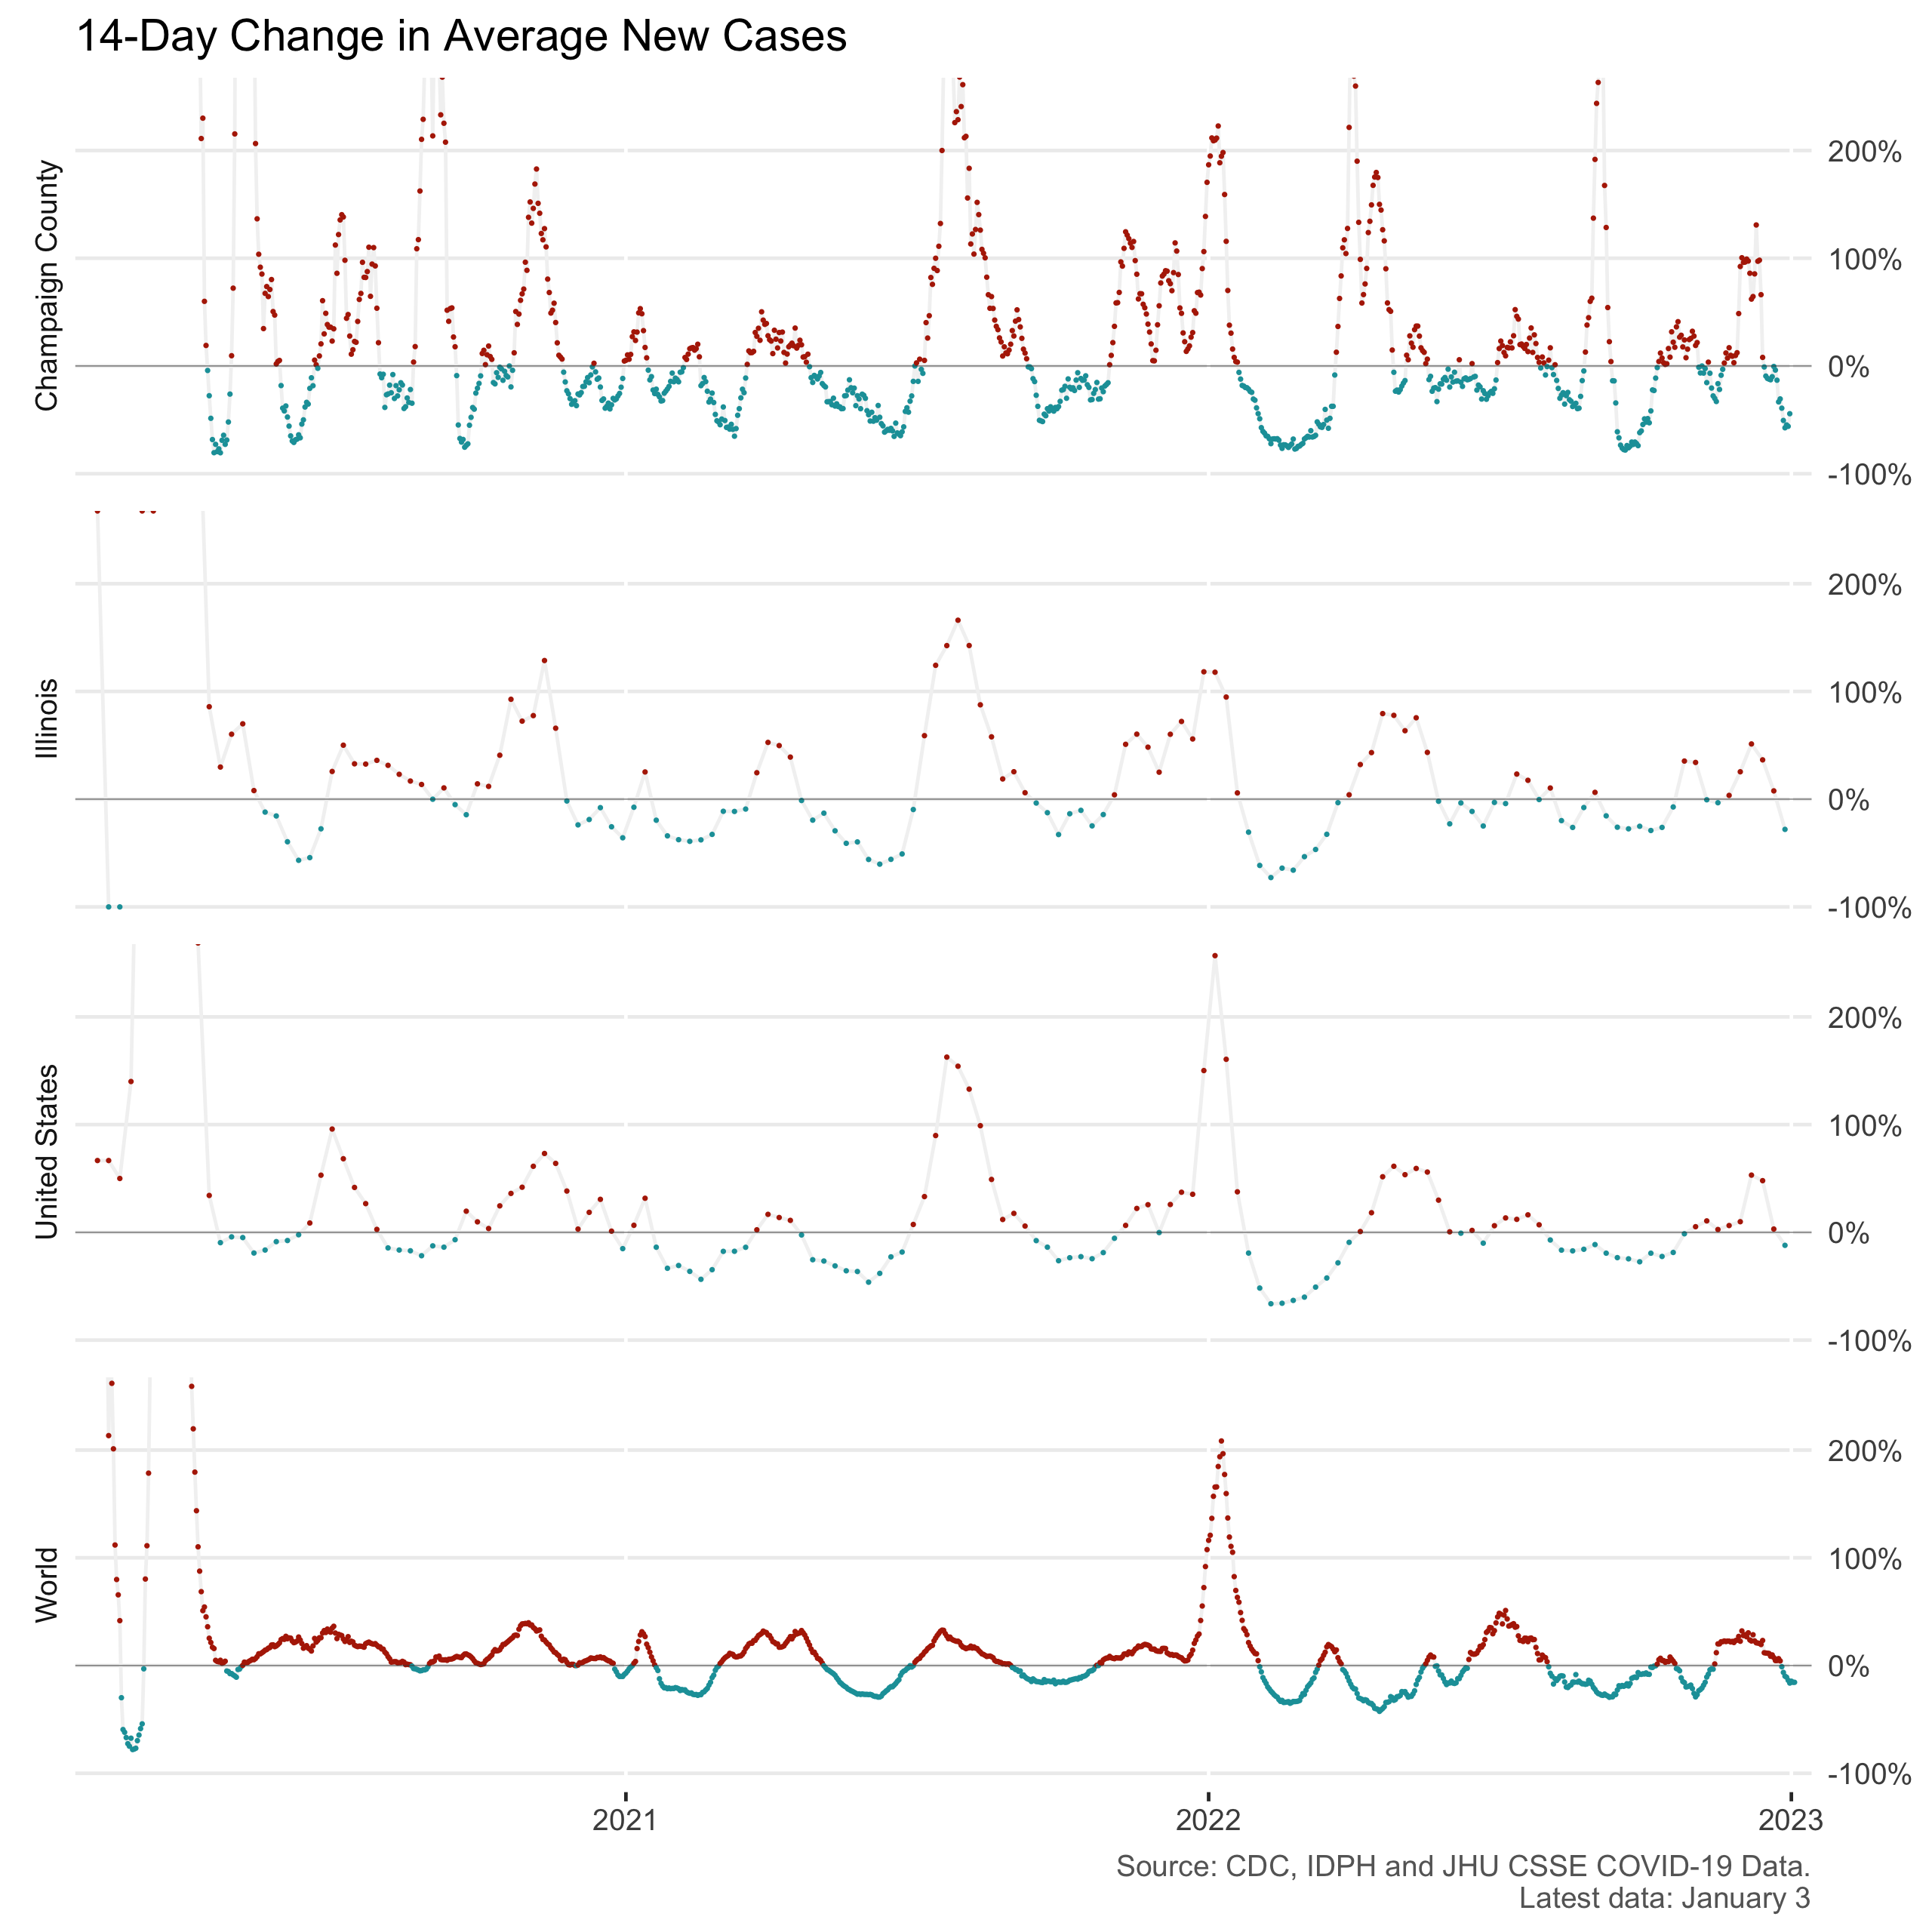 14-Day Change in Average New Cases
Champaign County
200%
100%
0%
-100%
Illinois
200%
100%
0%
-100%
United States
200%
100%
0%
-100%
World
200%
100%
0%
-100%
2021
2022
2023
Source: CDC, IDPH and JHU CSSE COVID-19 Data.
Latest data: January 3